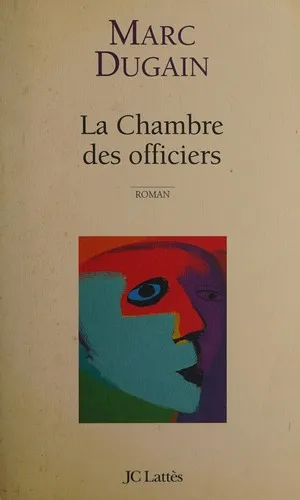 MARC
DUGAIN
La Chambre
des officiers
ROMAN
JC Lattès